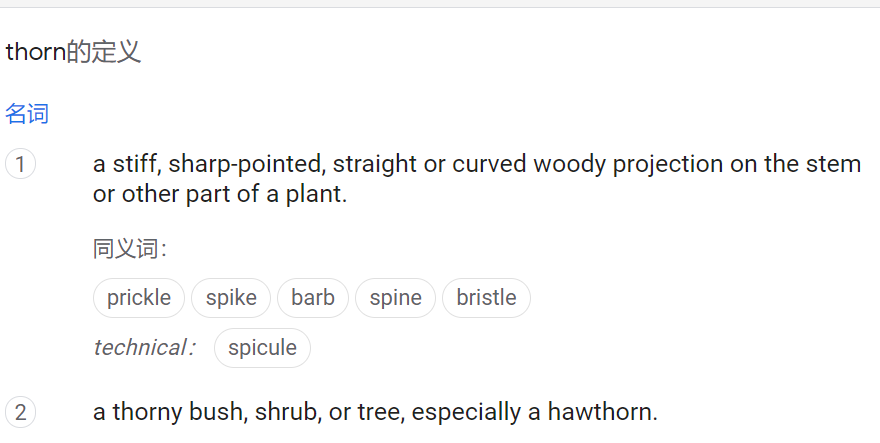 thorn的定义
名词
1 a stiff, sharp-pointed, straight or curved woody projection on the stem
or other part of a plant.
同义词：
prickle spike barb spine bristle
technical： spicule
2 a thorny bush, shrub, or tree, especially a hawthorn.